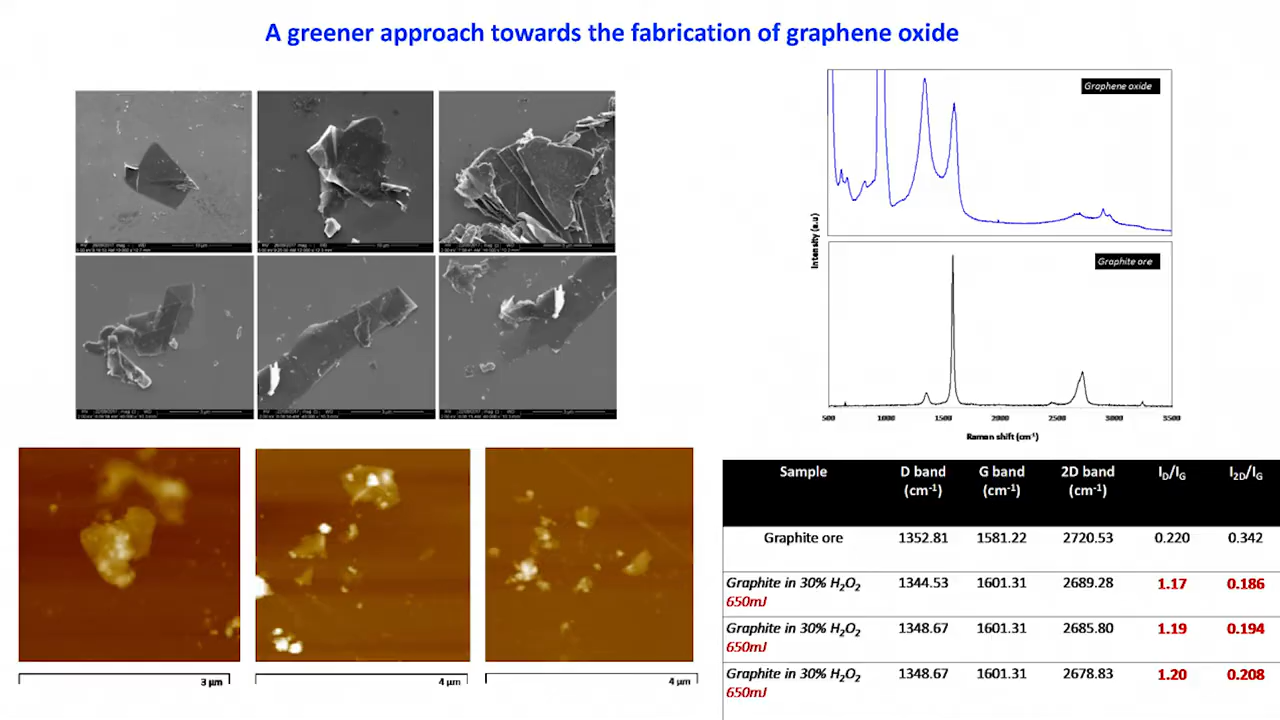 A greener approach towards the fabrication of graphene oxide
Graphene oxide
Graphite ore
Intensity (a.u)
500 1000 1500 2000 2500 3000 3500
Raman shift (cm-1)
3 µm
4 µm
4 µm
Sample D band (cm-1) G band (cm-1) 2D band (cm-1) ID/IG I2D/IG
Graphite ore 1352.81 1581.22 2720.53 0.220 0.342
Graphite in 30% H2O2 1344.53 1601.31 2689.28 1.17 0.186
650mJ
Graphite in 30% H2O2 1348.67 1601.31 2685.80 1.19 0.194
650mJ
Graphite in 30% H2O2 1348.67 1601.31 2678.83 1.20 0.208
650mJ